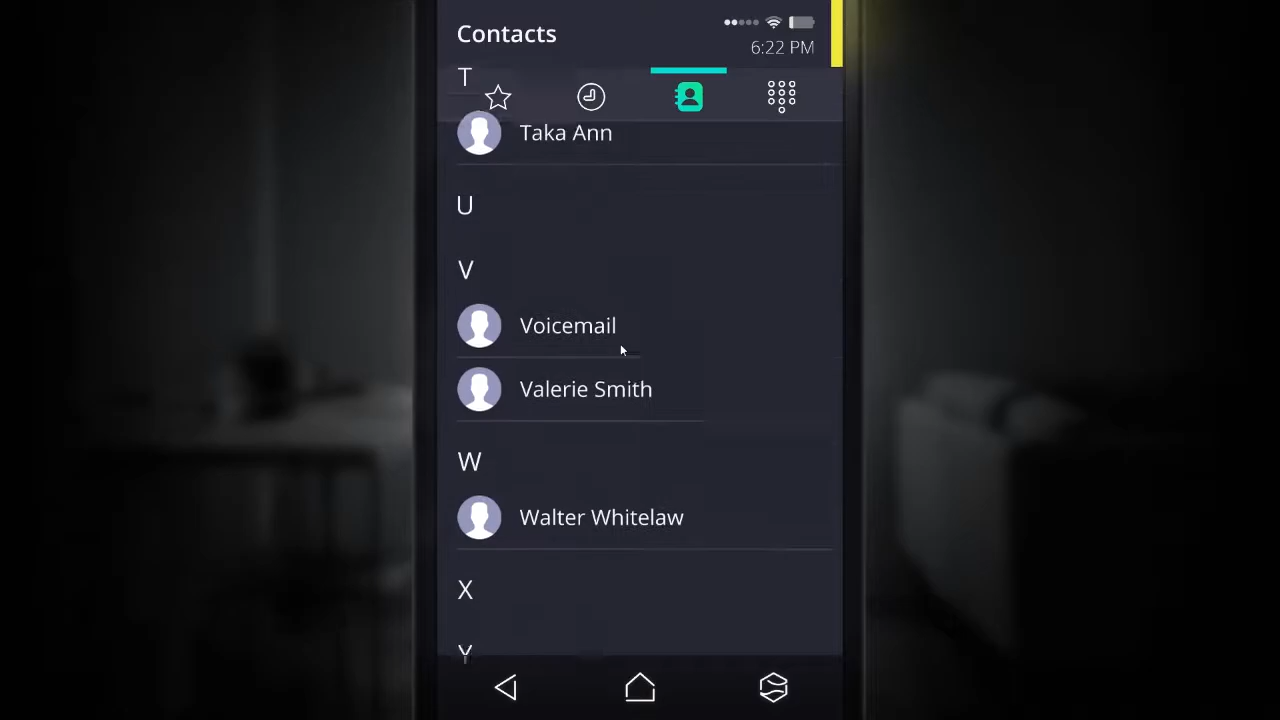 Contacts
6:22 PM
T
Taka Ann
U
V
Voicemail
Valerie Smith
W
Walter Whitelaw
X
Y